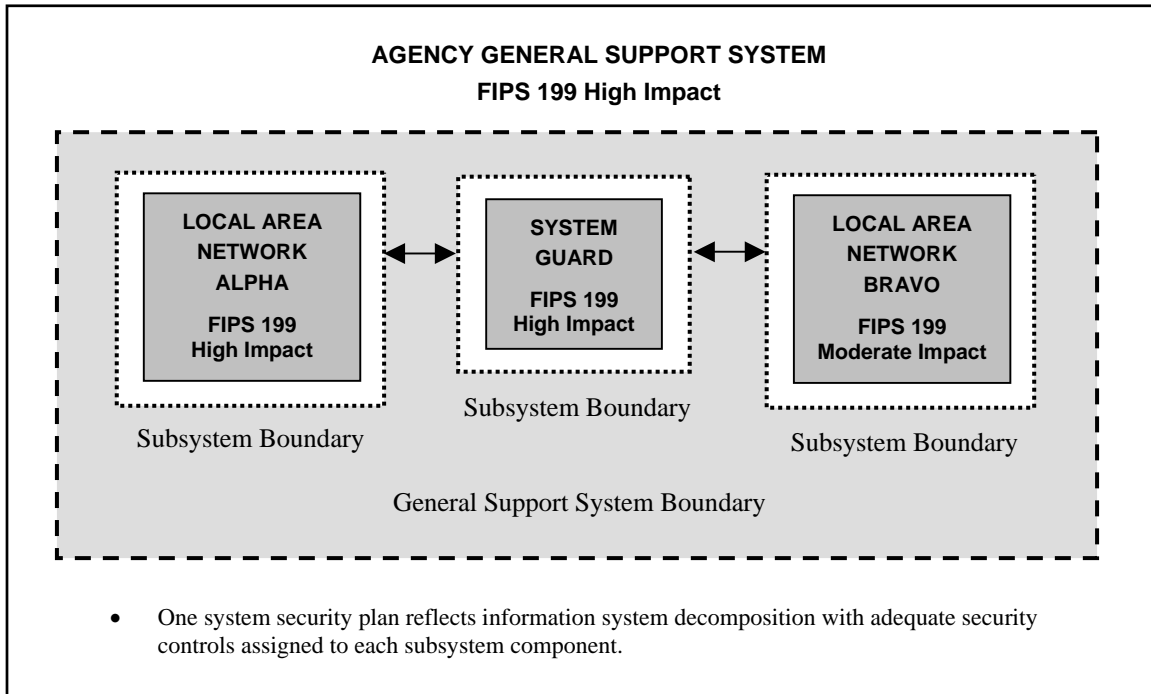 AGENCY GENERAL SUPPORT SYSTEM
FIPS 199 High Impact
LOCAL AREA
NETWORK
ALPHA
FIPS 199
High Impact
Subsystem Boundary
SYSTEM
GUARD
FIPS 199
High Impact
Subsystem Boundary
LOCAL AREA
NETWORK
BRAVO
FIPS 199
Moderate Impact
Subsystem Boundary
General Support System Boundary
• One system security plan reflects information system decomposition with adequate security
controls assigned to each subsystem component.